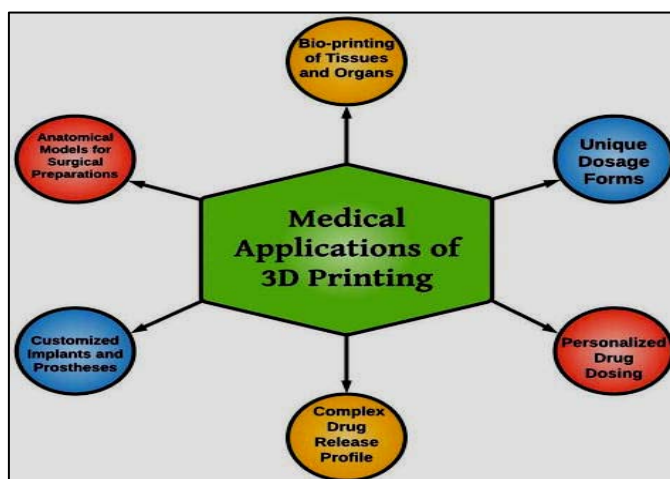 Bio-printing
of Tissues
and Organs
Anatomical
Models for
Surgical
Preparations
Unique
Dosage
Forms
Medical
Applications of
3D Printing
Customized
Implants and
Prostheses
Personalized
Drug
Dosing
Complex
Drug
Release
Profile